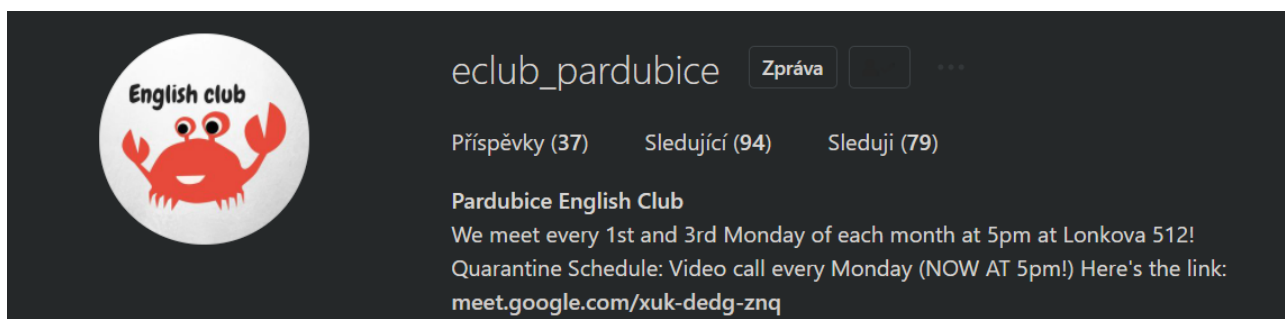 English club
eclub_pardubice Zpráva
Příspěvky (37) Sledující (94) Sleduji (79)
Pardubice English Club
We meet every 1st and 3rd Monday of each month at 5pm at Lonkova 512!
Quarantine Schedule: Video call every Monday (NOW AT 5pm!) Here's the link:
meet.google.com/xuk-dedg-znq